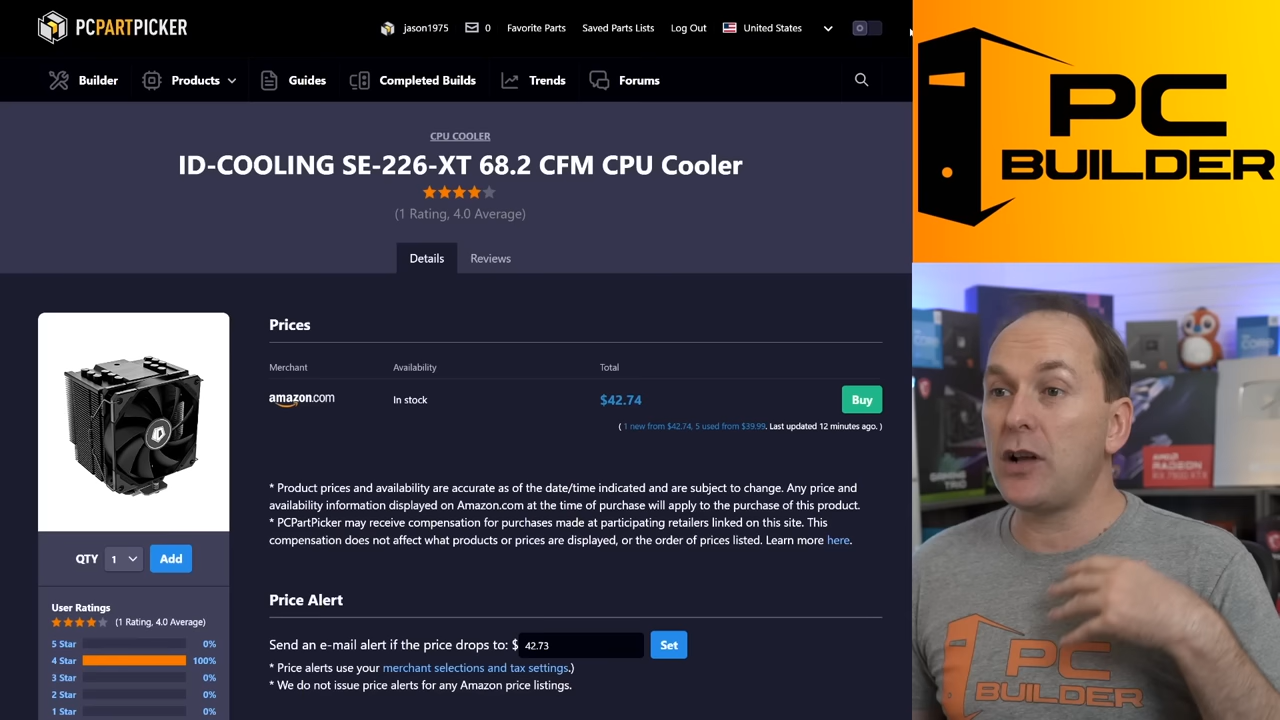 PCPARTPICKER
jason1975
0
Favorite Parts
Saved Parts Lists
Log Out
United States
Builder
Products
Guides
Completed Builds
Trends
Forums
CPU COOLER
ID-COOLING SE-226-XT 68.2 CFM CPU Cooler
(1 Rating, 4.0 Average)
Details
Reviews
Prices
Merchant
Availability
Total
amazon.com
In stock
$42.74
Buy
( 1 new from $42.74, 5 used from $39.99. Last updated 12 minutes ago. )
* Product prices and availability are accurate as of the date/time indicated and are subject to change. Any price and
availability information displayed on Amazon.com at the time of purchase will apply to the purchase of this product.
* PCPartPicker may receive compensation for purchases made at participating retailers linked on this site. This
compensation does not affect what products or prices are displayed, or the order of prices listed. Learn more here.
QTY
1
Add
User Ratings
(1 Rating, 4.0 Average)
5 Star 0%
4 Star 100%
3 Star 0%
2 Star 0%
1 Star 0%
Price Alert
Send an e-mail alert if the price drops to: $ 42.73
Set
* Price alerts use your merchant selections and tax settings.)
* We do not issue price alerts for any Amazon price listings.
PC
BUILDER
AMD
RADEON
TRIO
PC
BUILDER